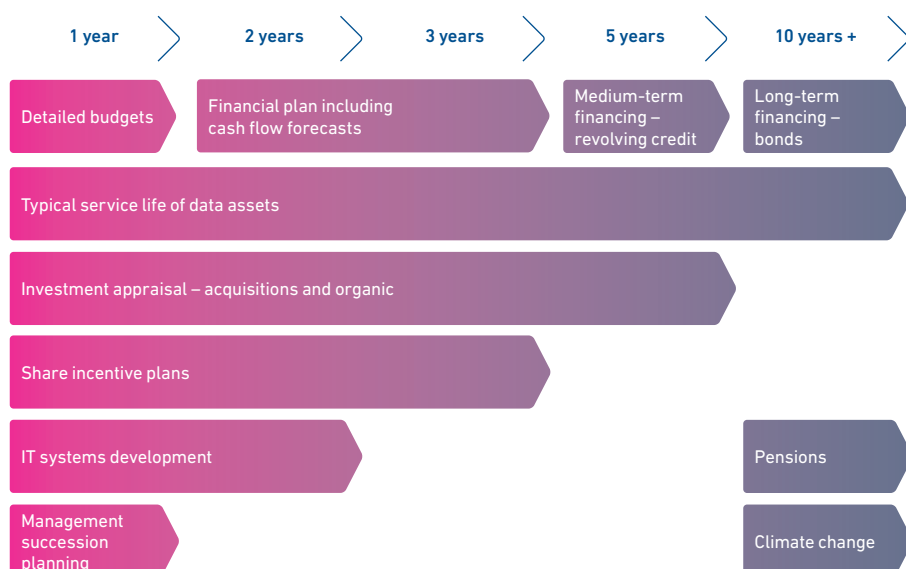 1 year
2 years
3 years
5 years
10 years +
Detailed budgets
Financial plan including
cash flow forecasts
Medium-term
financing –
revolving credit
Long-term
financing –
bonds
Typical service life of data assets
Investment appraisal – acquisitions and organic
Share incentive plans
IT systems development
Pensions
Management
succession
planning
Climate change